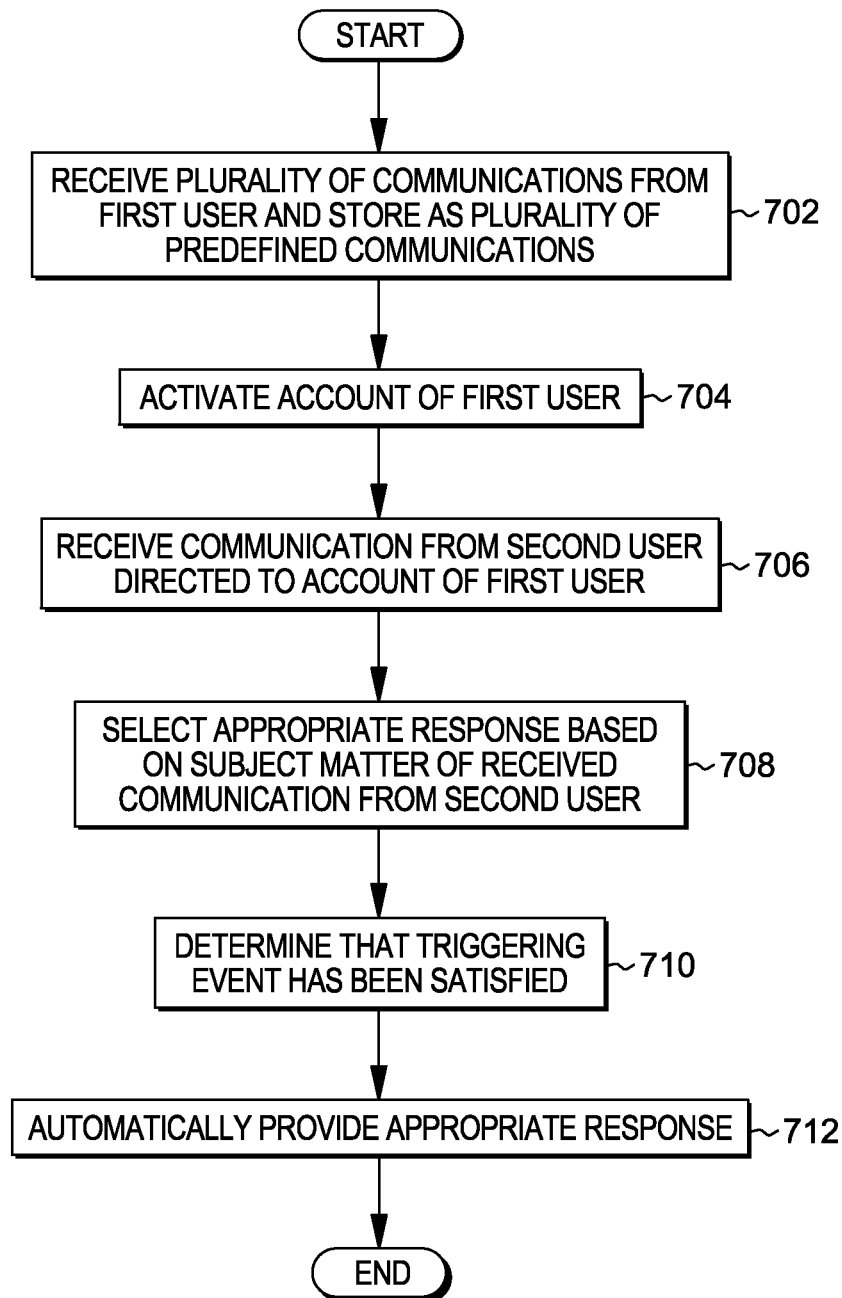 START
RECEIVE PLURALITY OF COMMUNICATIONS FROM
FIRST USER AND STORE AS PLURALITY OF
PREDEFINED COMMUNICATIONS
702
ACTIVATE ACCOUNT OF FIRST USER
704
RECEIVE COMMUNICATION FROM SECOND USER
DIRECTED TO ACCOUNT OF FIRST USER
706
SELECT APPROPRIATE RESPONSE BASED
ON SUBJECT MATTER OF RECEIVED
COMMUNICATION FROM SECOND USER
708
DETERMINE THAT TRIGGERING
EVENT HAS BEEN SATISFIED
710
AUTOMATICALLY PROVIDE APPROPRIATE RESPONSE
712
END